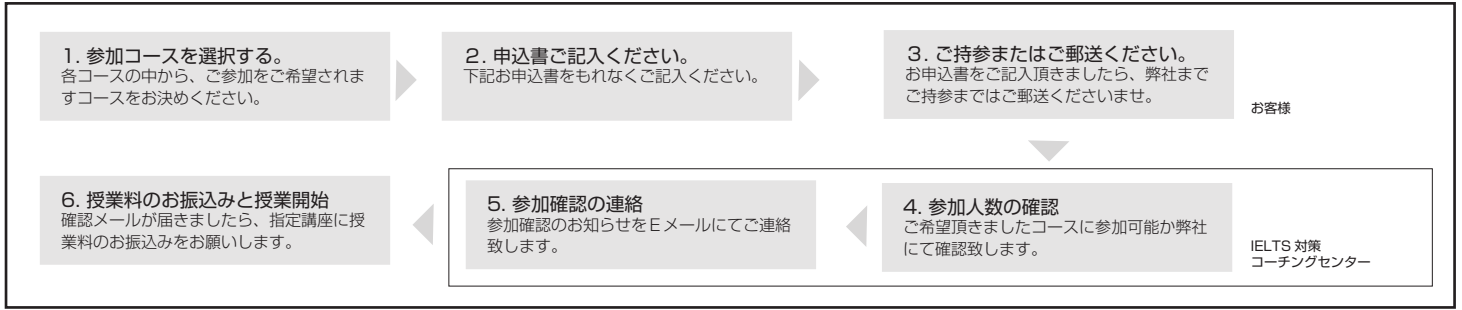 1. 参加コースを選択する。
各コースの中から、ご参加をご希望されま
すコースをお決めください。
2. 申込書ご記入ください。
下記お申込書をもれなくご記入ください。
3. ご持参またはご郵送ください。
お申込書をご記入頂きましたら、弊社まで
ご持参まではご郵送くださいませ。
お客様
4. 参加人数の確認
ご希望頂きましたコースに参加可能か弊社
にて確認致します。
IELTS 対策
コーチングセンター
5. 参加確認の連絡
参加確認のお知らせをEメールにてご連絡
致します。
6. 授業料のお振込みと授業開始
確認メールが届きましたら、指定講座に授
業料のお振込みをお願いします。